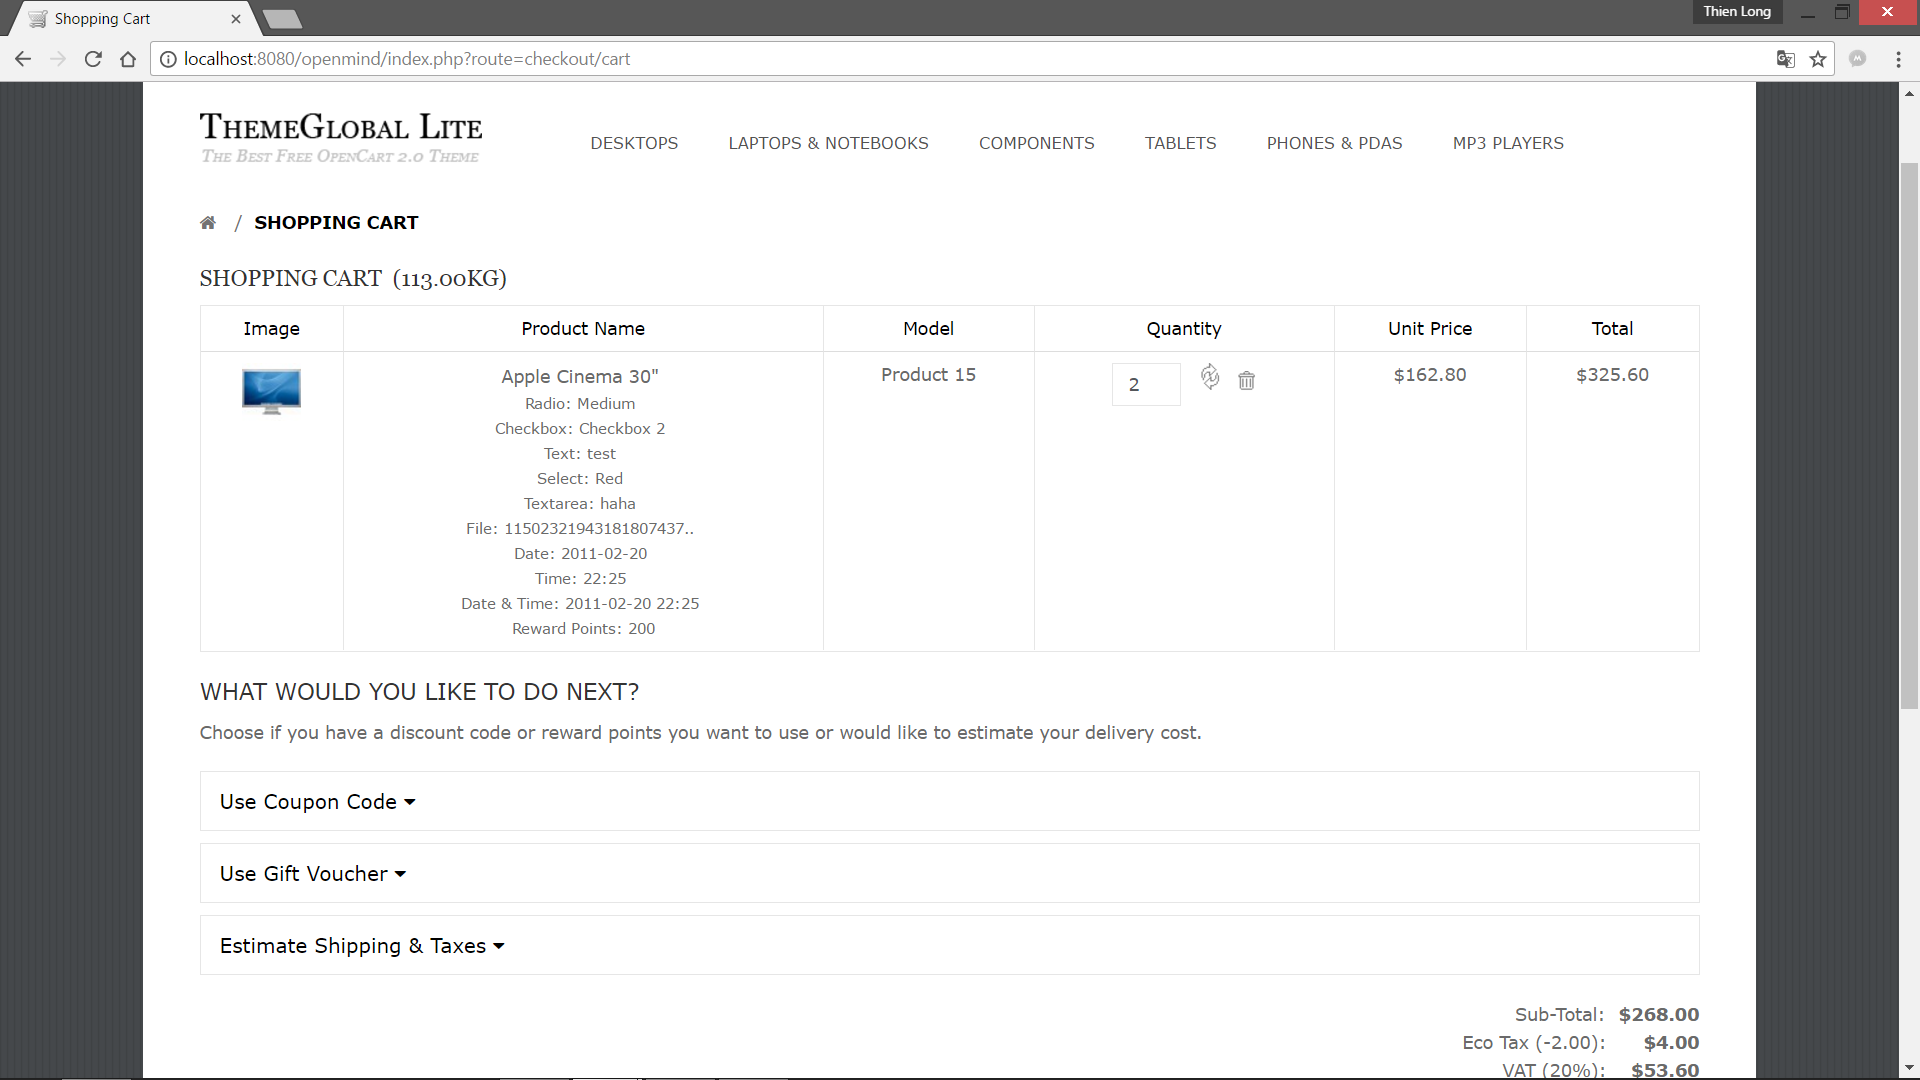 Shopping Cart
Thien Long
localhost:8080/openmind/index.php?route=checkout/cart
THEMEGLOBAL LITE
THE BEST FREE OPENCART 2.0 THEME
DESKTOPS LAPTOPS & NOTEBOOKS COMPONENTS TABLETS PHONES & PDAS MP3 PLAYERS
/ SHOPPING CART
SHOPPING CART (113.00KG)
Image Product Name Model Quantity Unit Price Total
Apple Cinema 30" Product 15 2 $162.80 $325.60
Radio: Medium
Checkbox: Checkbox 2
Text: test
Select: Red
Textarea: haha
File: 11502321943181807437..
Date: 2011-02-20
Time: 22:25
Date & Time: 2011-02-20 22:25
Reward Points: 200
WHAT WOULD YOU LIKE TO DO NEXT?
Choose if you have a discount code or reward points you want to use or would like to estimate your delivery cost.
Use Coupon Code
Use Gift Voucher
Estimate Shipping & Taxes
Sub-Total: $268.00
Eco Tax (-2.00): $4.00
VAT (20%): $53.60